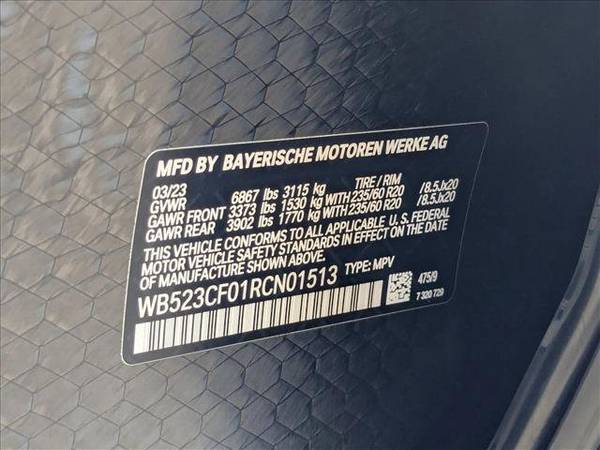 MFD BY BAYERISCHE MOTOREN WERKE AG
03/23 TIRE / RIM
GVWR 6867 lbs 3115 kg
GAWR FRONT 3373 lbs 1530 kg WITH 235/60 R20 / 8.5Jx20
GAWR REAR 3902 lbs 1770 kg WITH 235/60 R20 / 8.5Jx20
THIS VEHICLE CONFORMS TO ALL APPLICABLE U. S. FEDERAL
MOTOR VEHICLE SAFETY STANDARDS IN EFFECT ON THE DATE
OF MANUFACTURE SHOWN ABOVE.
WB523CF01RCN01513 TYPE: MPV
475/9
7 320 729